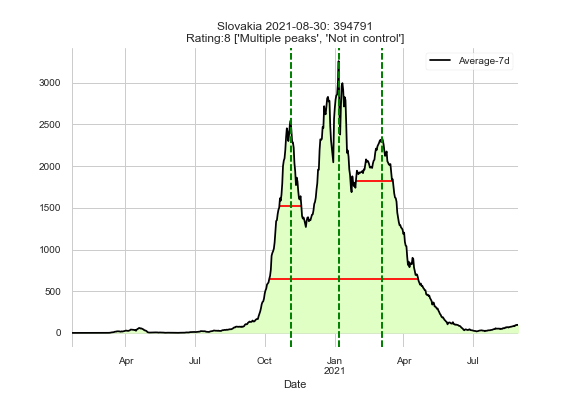 Slovakia 2021-08-30: 394791
Rating:8 ['Multiple peaks', 'Not in control']
Average-7d
3000
2500
2000
1500
1000
500
0
Apr Jul Oct Jan Apr Jul
2021
Date